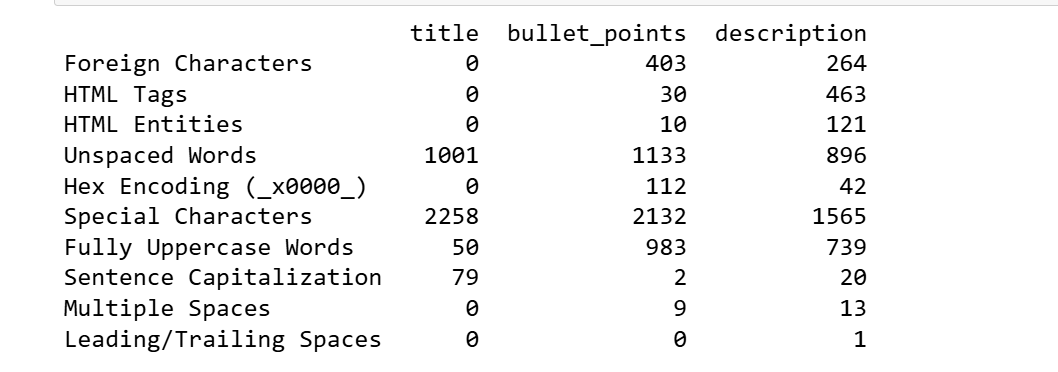 title bullet_points description
Foreign Characters 0 403 264
HTML Tags 0 30 463
HTML Entities 0 10 121
Unspaced Words 1001 1133 896
Hex Encoding (_x0000_) 0 112 42
Special Characters 2258 2132 1565
Fully Uppercase Words 50 983 739
Sentence Capitalization 79 2 20
Multiple Spaces 0 9 13
Leading/Trailing Spaces 0 0 1